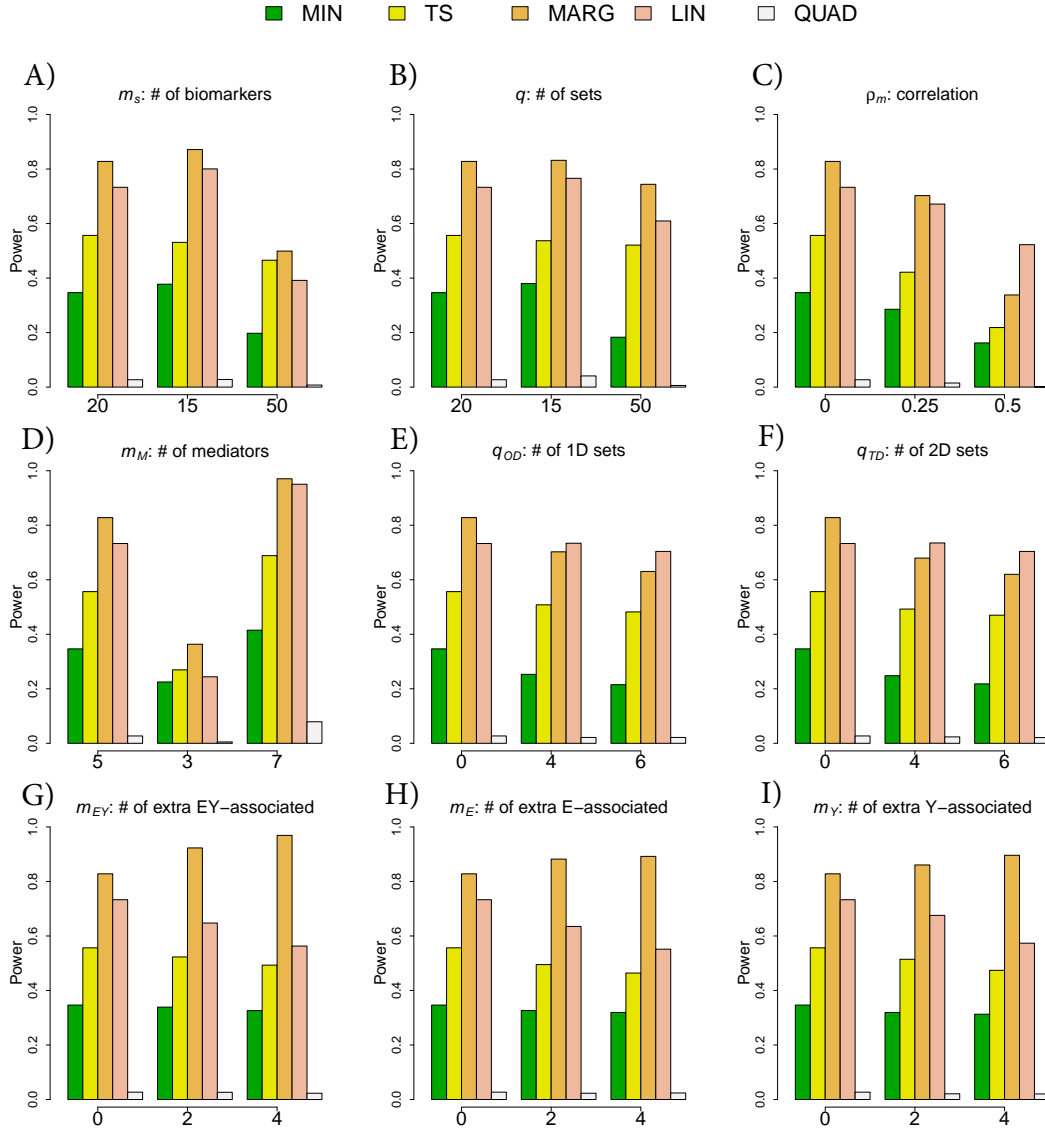 MIN TS MARG LIN QUAD
A) B) C)
m_s: # of biomarkers
Power
0.0 0.2 0.4 0.6 0.8 1.0
20 15 50
q: # of sets
Power
0.0 0.2 0.4 0.6 0.8 1.0
20 15 50
ρ_m: correlation
Power
0.0 0.2 0.4 0.6 0.8 1.0
0 0.25 0.5
D) E) F)
m_M: # of mediators
Power
0.0 0.2 0.4 0.6 0.8 1.0
5 3 7
q_OD: # of 1D sets
Power
0.0 0.2 0.4 0.6 0.8 1.0
0 4 6
q_TD: # of 2D sets
Power
0.0 0.2 0.4 0.6 0.8 1.0
0 4 6
G) H) I)
m_EY: # of extra EY−associated
Power
0.0 0.2 0.4 0.6 0.8 1.0
0 2 4
m_E: # of extra E−associated
Power
0.0 0.2 0.4 0.6 0.8 1.0
0 2 4
m_Y: # of extra Y−associated
Power
0.0 0.2 0.4 0.6 0.8 1.0
0 2 4